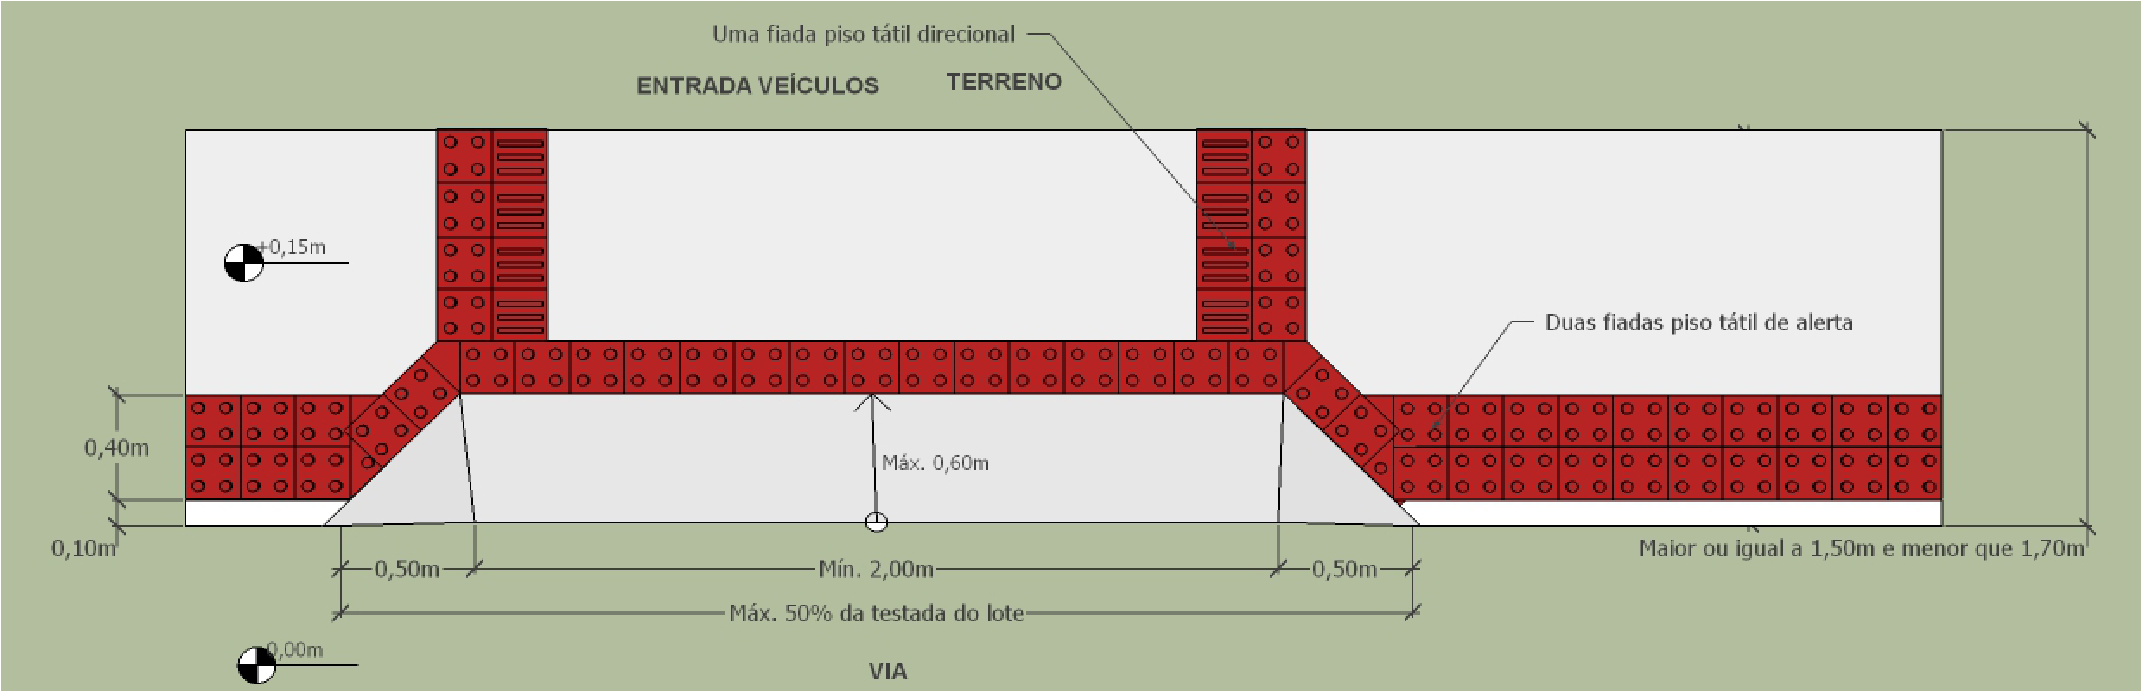 Uma fiada piso tátil direcional
ENTRADA VEÍCULOS
TERRENO
+0,15m
Duas fiadas piso tátil de alerta
0,40m
Máx. 0,60m
0,10m
Maior ou igual a 1,50m e menor que 1,70m
0,50m
Mín. 2,00m
0,50m
Máx. 50% da testada do lote
0,00m
VIA